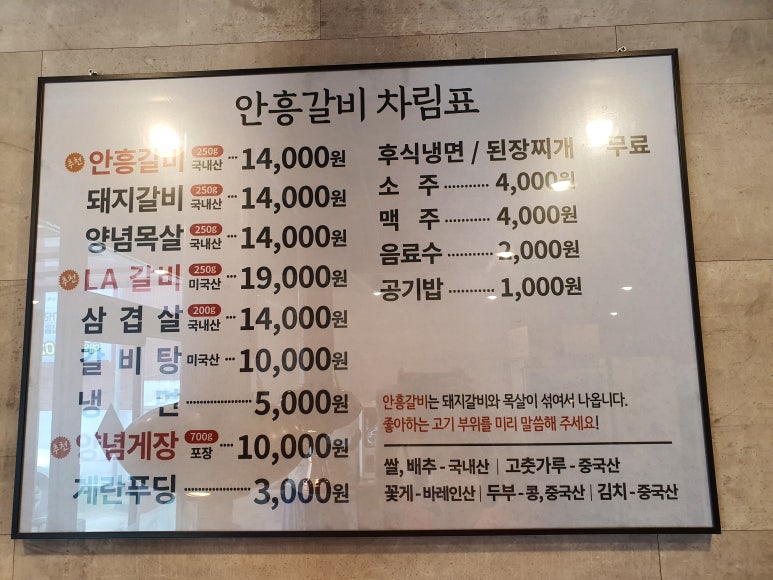 안흥갈비 차림표
추천 안흥갈비 250g 국내산 ··· 14,000원
돼지갈비 250g 국내산 ··· 14,000원
양념목살 250g 국내산 ··· 14,000원
추천 LA 갈비 250g 미국산 ··· 19,000원
삼겹살 200g 국내산 ··· 14,000원
갈비탕 미국산 ··· 10,000원
냉면 ··· 5,000원
추천 양념게장 700g 포장 ···· 10,000원
계란푸딩 ··· 3,000원
후식냉면 / 된장찌개 무료
소 주 ··· 4,000원
맥 주 ··· 4,000원
음료수 ··· 2,000원
공기밥 ··· 1,000원
안흥갈비는 돼지갈비와 목살이 섞여서 나옵니다.
좋아하는 고기 부위를 미리 말씀해 주세요!
쌀, 배추 - 국내산 | 고춧가루 - 중국산
꽃게 - 바레인산 | 두부 - 콩, 중국산 | 김치 - 중국산